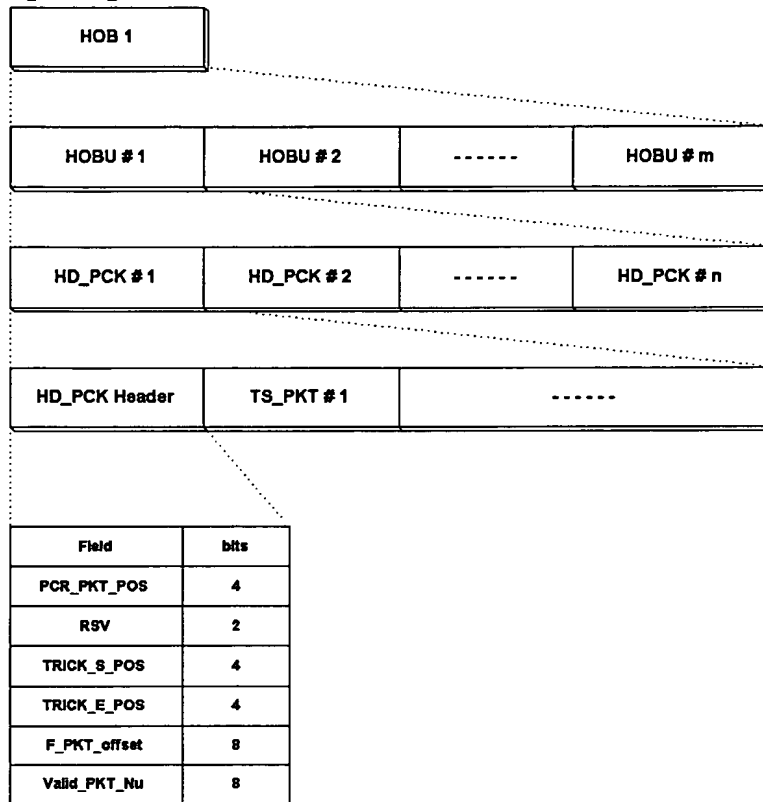 HOB 1
HOBU # 1 HOBU # 2 ------ HOBU # m
HD_PCK # 1 HD_PCK # 2 ------ HD_PCK # n
HD_PCK Header TS_PKT # 1 ------
Field bits
PCR_PKT_POS 4
RSV 2
TRICK_S_POS 4
TRICK_E_POS 4
F_PKT_offset 8
Valid_PKT_Nu 8